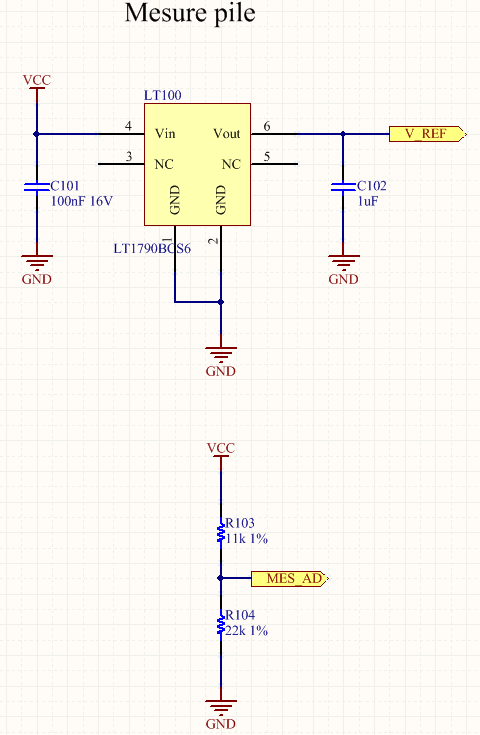 Mesure pile
VCC
LT100
4
Vin
Vout
6
V_REF
3
NC
NC
5
C101
100nF 16V
GND
GND
C102
1uF
1
2
LT1790BCS6
GND
GND
GND
VCC
R103
11k 1%
MES_AD
R104
22k 1%
GND